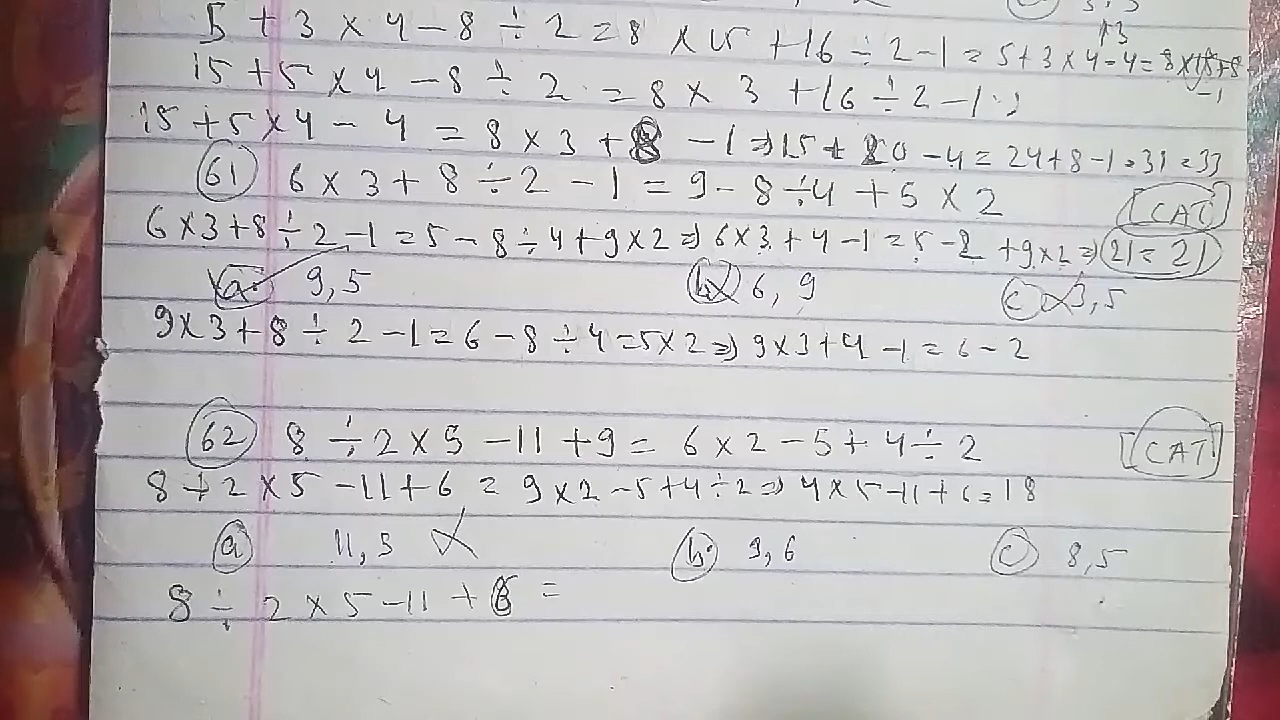 5 + 3 × 4 - 8 ÷ 2 = 8 × 15 + 16 ÷ 2 - 1 = 5 + 3 × 4 - 4 = 8 × 15 + 8 - 1
15 + 5 × 4 - 8 ÷ 2 = 8 × 3 + 16 ÷ 2 - 1
15 + 5 × 4 - 4 = 8 × 3 + 8 - 1 ⇒ 15 + 20 - 4 = 24 + 8 - 1 = 31 = 33
(61) 6 × 3 + 8 ÷ 2 - 1 = 9 - 8 ÷ 4 + 5 × 2 [CAT]
6 × 3 + 8 ÷ 2 - 1 = 5 - 8 ÷ 4 + 9 × 2 ⇒ 6 × 3 + 4 - 1 = 5 - 2 + 9 × 2 ⇒ 21 = 21
(a) 9, 5 (b) 6, 9 (c) 3, 5
9 × 3 + 8 ÷ 2 - 1 = 6 - 8 ÷ 4 = 5 × 2 ⇒ 9 × 3 + 4 - 1 = 6 - 2
(62) 8 ÷ 2 × 5 - 11 + 9 = 6 × 2 - 5 + 4 ÷ 2 [CAT]
8 ÷ 2 × 5 - 11 + 6 = 9 × 2 - 5 + 4 ÷ 2 ⇒ 4 × 5 - 11 + 6 = 18
(a) 11, 5 × (b) 9, 6 (c) 8, 5
8 ÷ 2 × 5 - 11 + 6 =